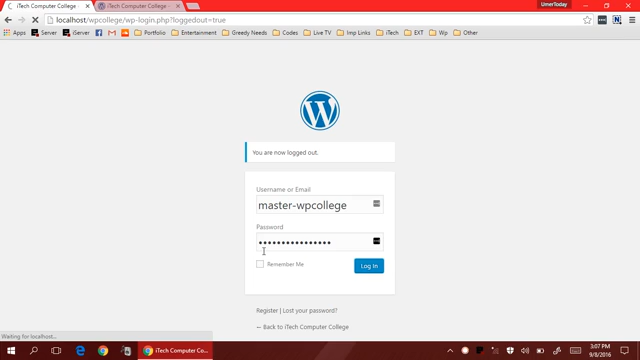 iTech Computer College
iTech Computer College -
UmerToday
localhost/wpcollege/wp-login.php?loggedout=true
Apps
Server
iServer
Portfolio
Entertainment
Greedy Needs
Codes
Live TV
Imp Links
iTech
EXT
Wp
Other
You are now logged out.
Username or Email
master-wpcollege
Password
••••••••••••••••
Remember Me
Log In
Register | Lost your password?
← Back to iTech Computer College
Waiting for localhost...
iTech Computer Co...
3:07 PM
9/8/2016